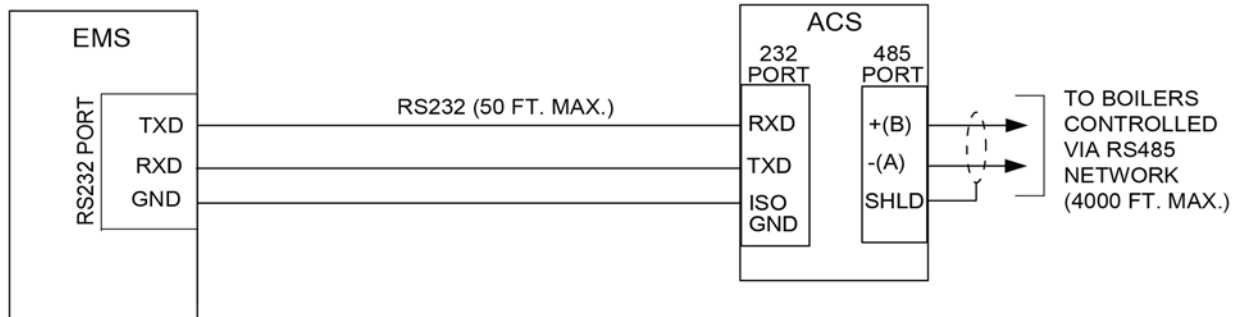 EMS
RS232 PORT
TXD
RXD
GND
RS232 (50 FT. MAX.)
ACS
232
PORT
485
PORT
RXD
TXD
ISO
GND
+(B)
-(A)
SHLD
TO BOILERS
CONTROLLED
VIA RS485
NETWORK
(4000 FT. MAX.)